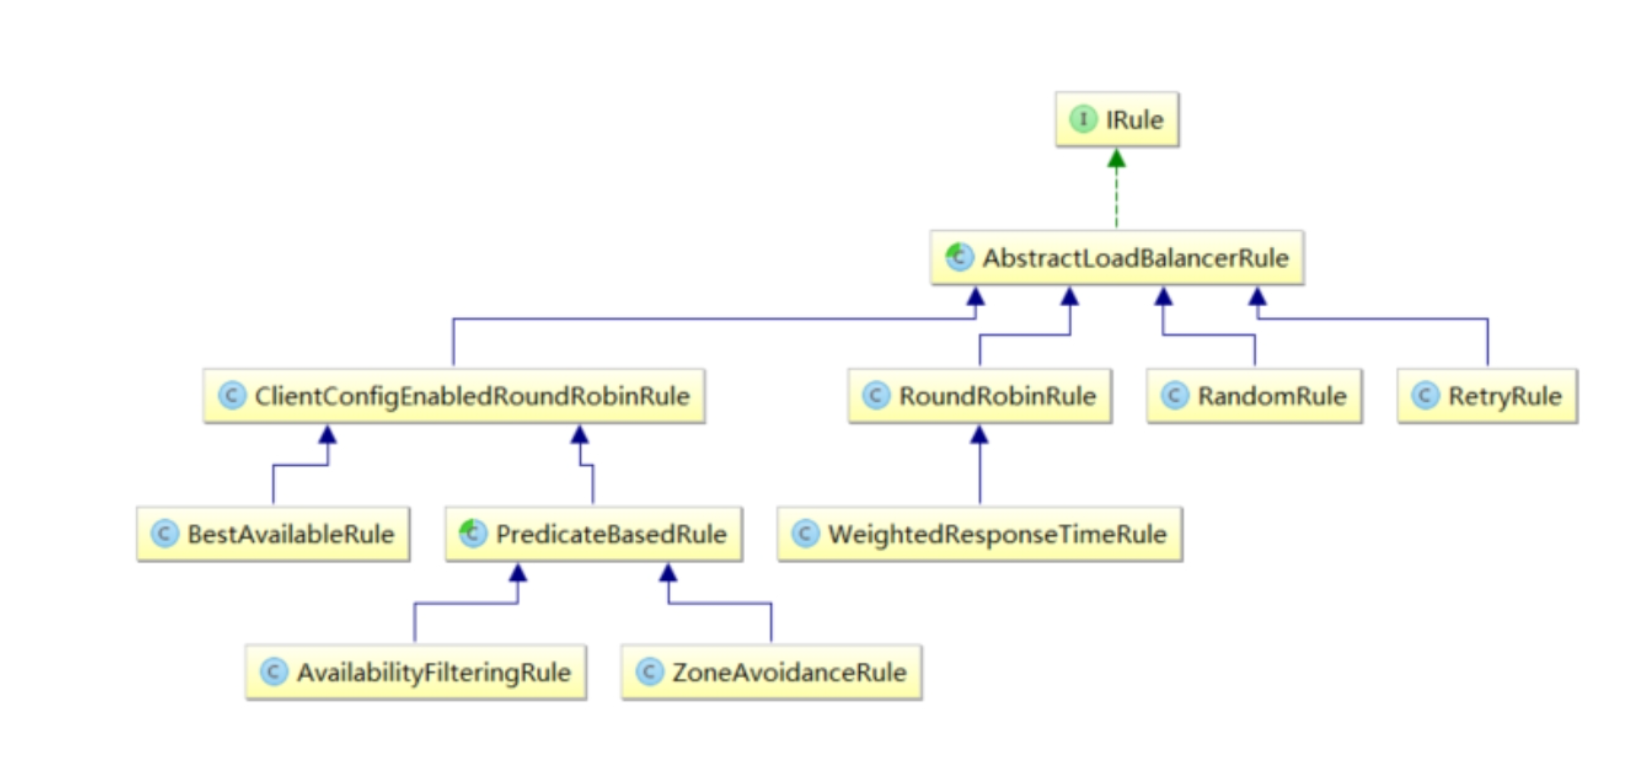 I IRule
C AbstractLoadBalancerRule
C ClientConfigEnabledRoundRobinRule
C RoundRobinRule
C RandomRule
C RetryRule
C BestAvailableRule
C PredicateBasedRule
C WeightedResponseTimeRule
C AvailabilityFilteringRule
C ZoneAvoidanceRule